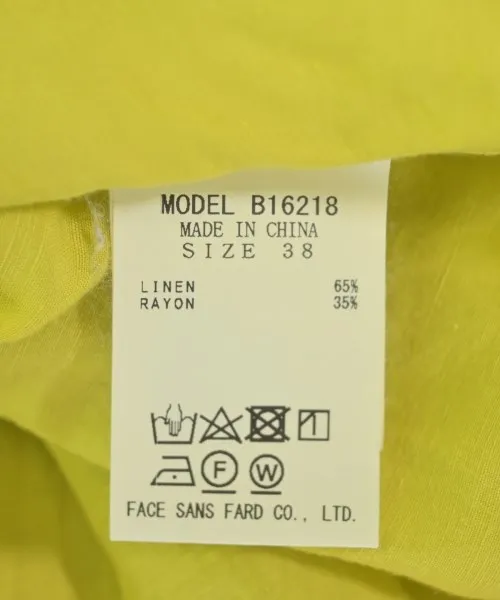 MODEL B16218
MADE IN CHINA
SIZE 38
LINEN 65%
RAYON 35%
F W
FACE SANS FARD CO., LTD.